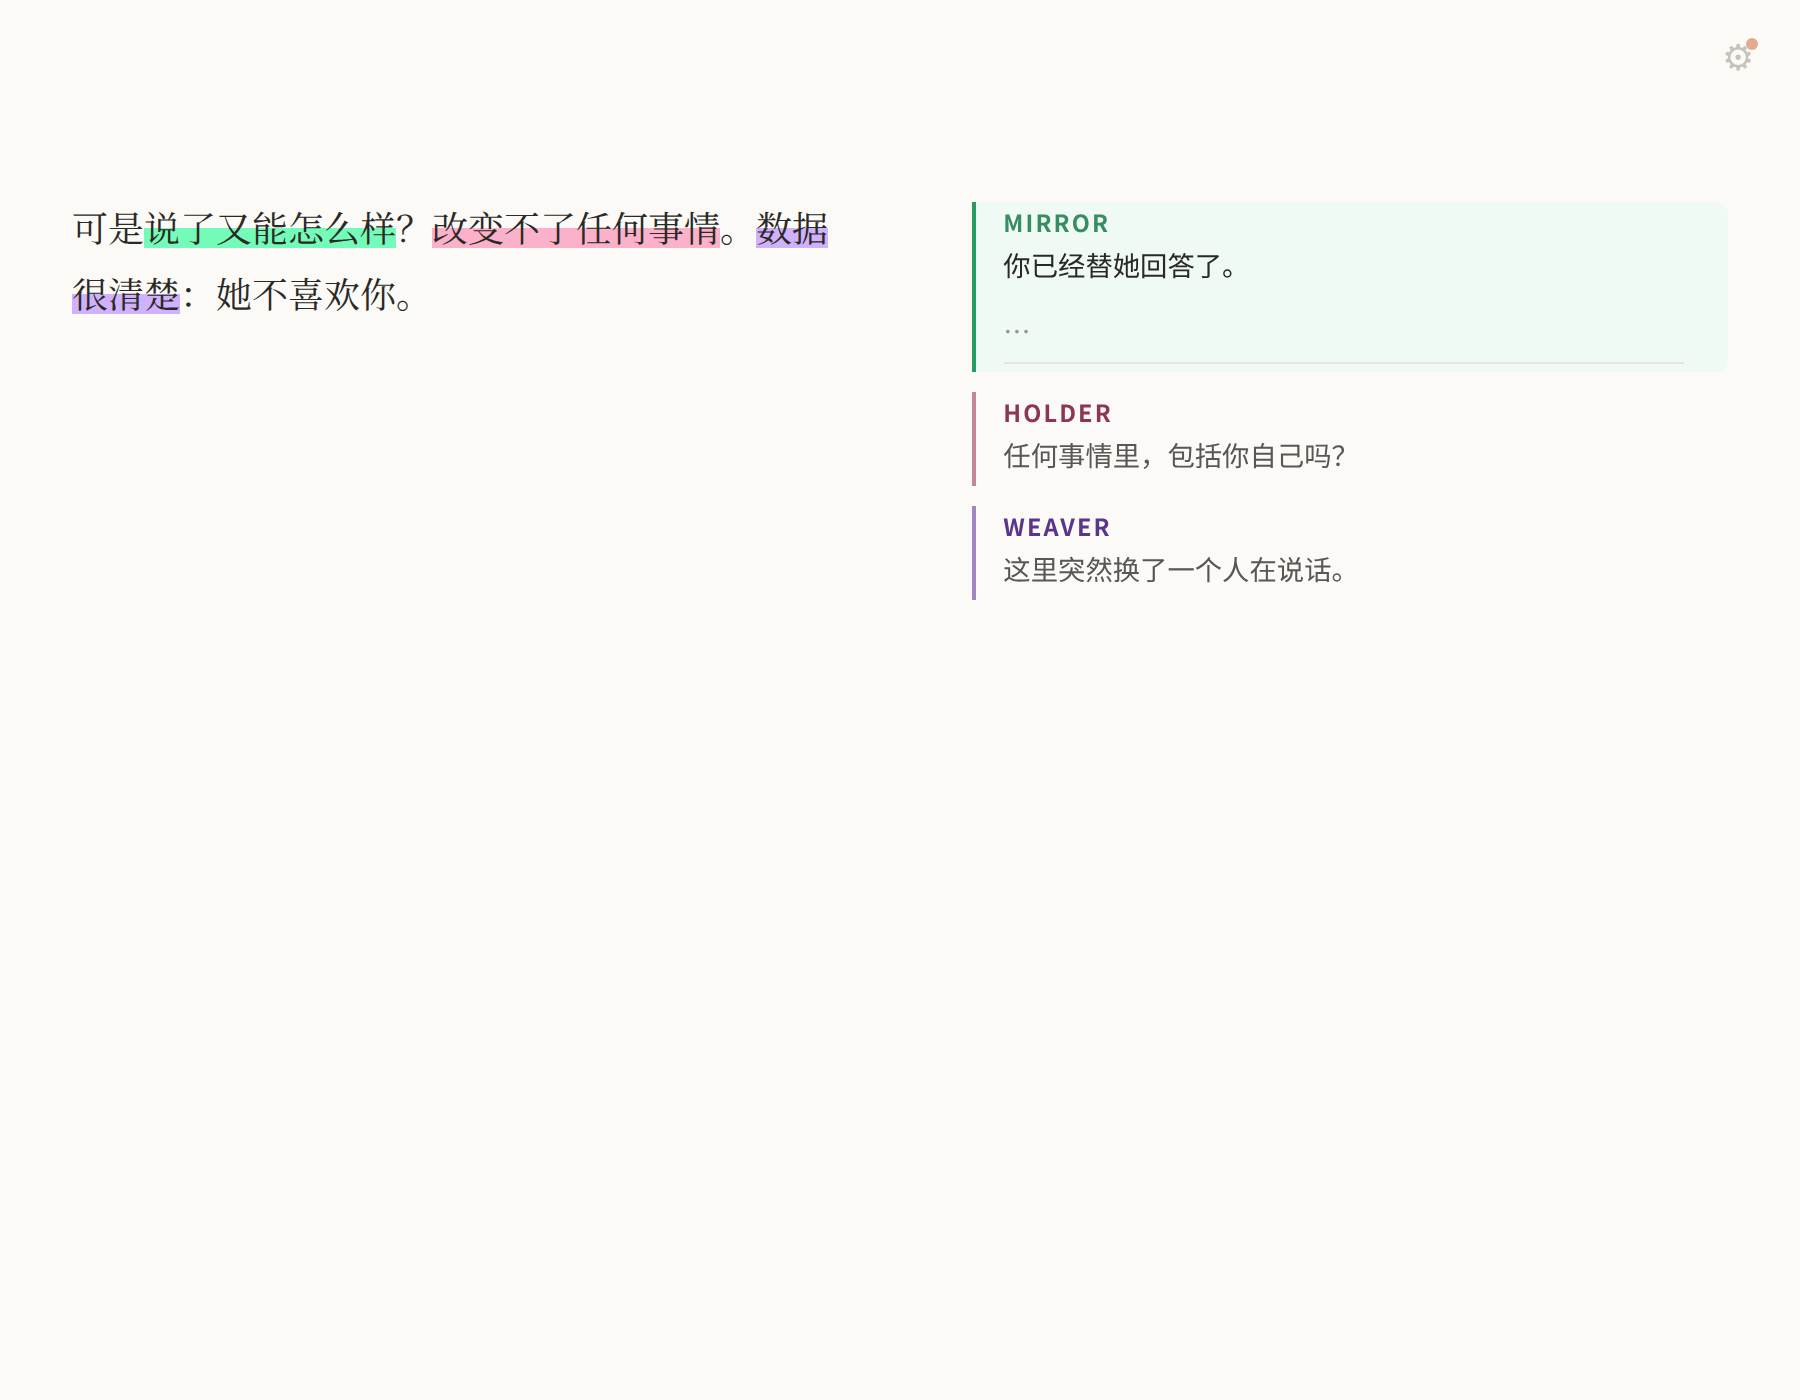 可是说了又能怎么样？改变不了任何事情。数据
很清楚：她不喜欢你。
MIRROR
你已经替她回答了。
...
HOLDER
任何事情里，包括你自己吗？
WEAVER
这里突然换了一个人在说话。